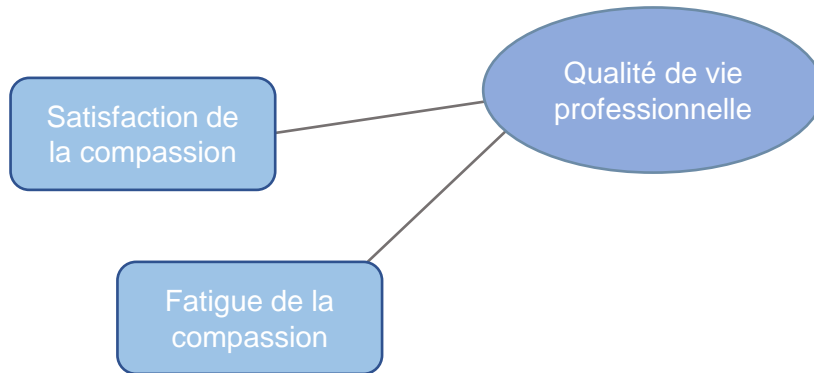 Qualité de vie
professionnelle
Satisfaction de
la compassion
Fatigue de la
compassion